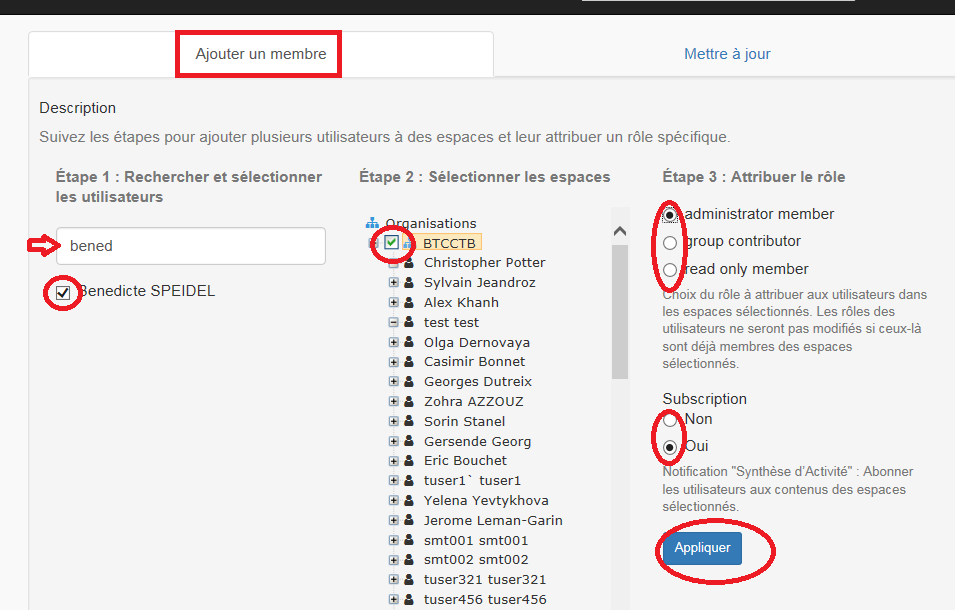 Ajouter un membre
Mettre à jour
Description
Suivez les étapes pour ajouter plusieurs utilisateurs à des espaces et leur attribuer un rôle spécifique.
Étape 1 : Rechercher et sélectionner
les utilisateurs
bened
Benedicte SPEIDEL
Étape 2 : Sélectionner les espaces
Organisations
BTCCTB
Christopher Potter
Sylvain Jeandroz
Alex Khanh
test test
Olga Dernovaya
Casimir Bonnet
Georges Dutreix
Zohra AZZOUZ
Sorin Stanel
Gersende Georg
Eric Bouchet
tuser1` tuser1
Yelena Yevtykhova
Jerome Leman-Garin
smt001 smt001
smt002 smt002
tuser321 tuser321
tuser456 tuser456
Étape 3 : Attribuer le rôle
administrator member
group contributor
read only member
Choix du rôle à attribuer aux utilisateurs dans
les espaces sélectionnés. Les rôles des
utilisateurs ne seront pas modifiés si ceux-là
sont déjà membres des espaces
sélectionnés.
Subscription
Non
Oui
Notification "Synthèse d'Activité" : Abonner
les utilisateurs aux contenus des espaces
sélectionnés.
Appliquer